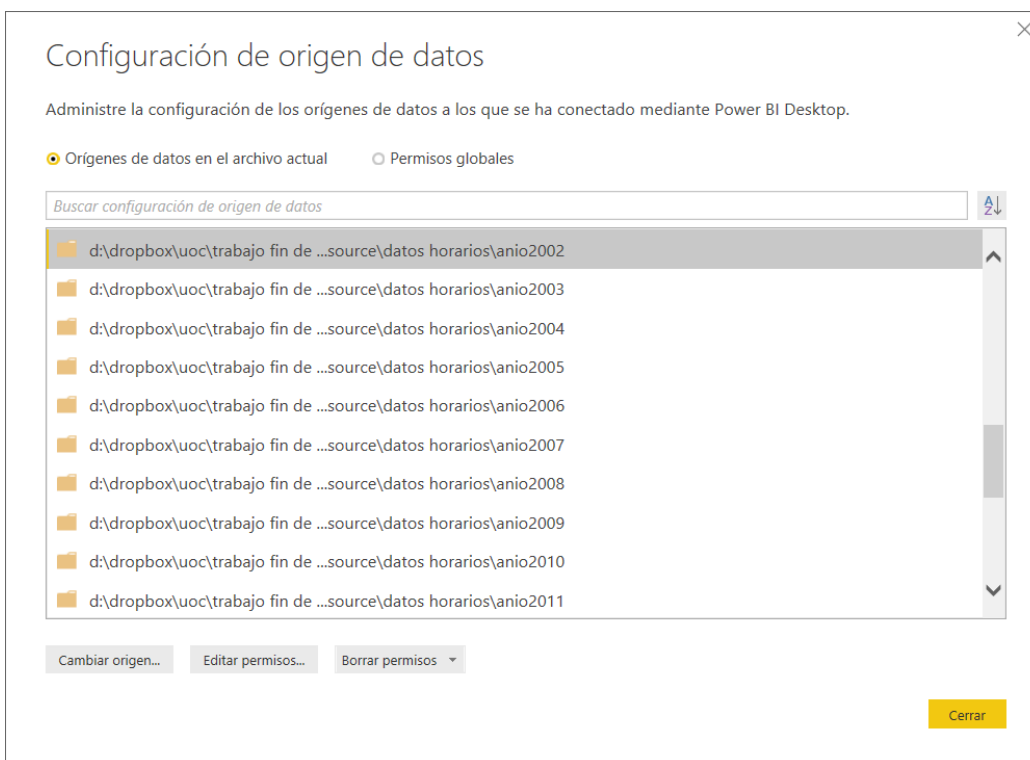 Configuración de origen de datos
Administre la configuración de los orígenes de datos a los que se ha conectado mediante Power BI Desktop.
Orígenes de datos en el archivo actual Permisos globales
Buscar configuración de origen de datos
d:\dropbox\uoc\trabajo fin de ...source\datos horarios\anio2002
d:\dropbox\uoc\trabajo fin de ...source\datos horarios\anio2003
d:\dropbox\uoc\trabajo fin de ...source\datos horarios\anio2004
d:\dropbox\uoc\trabajo fin de ...source\datos horarios\anio2005
d:\dropbox\uoc\trabajo fin de ...source\datos horarios\anio2006
d:\dropbox\uoc\trabajo fin de ...source\datos horarios\anio2007
d:\dropbox\uoc\trabajo fin de ...source\datos horarios\anio2008
d:\dropbox\uoc\trabajo fin de ...source\datos horarios\anio2009
d:\dropbox\uoc\trabajo fin de ...source\datos horarios\anio2010
d:\dropbox\uoc\trabajo fin de ...source\datos horarios\anio2011
Cambiar origen... Editar permisos... Borrar permisos
Cerrar